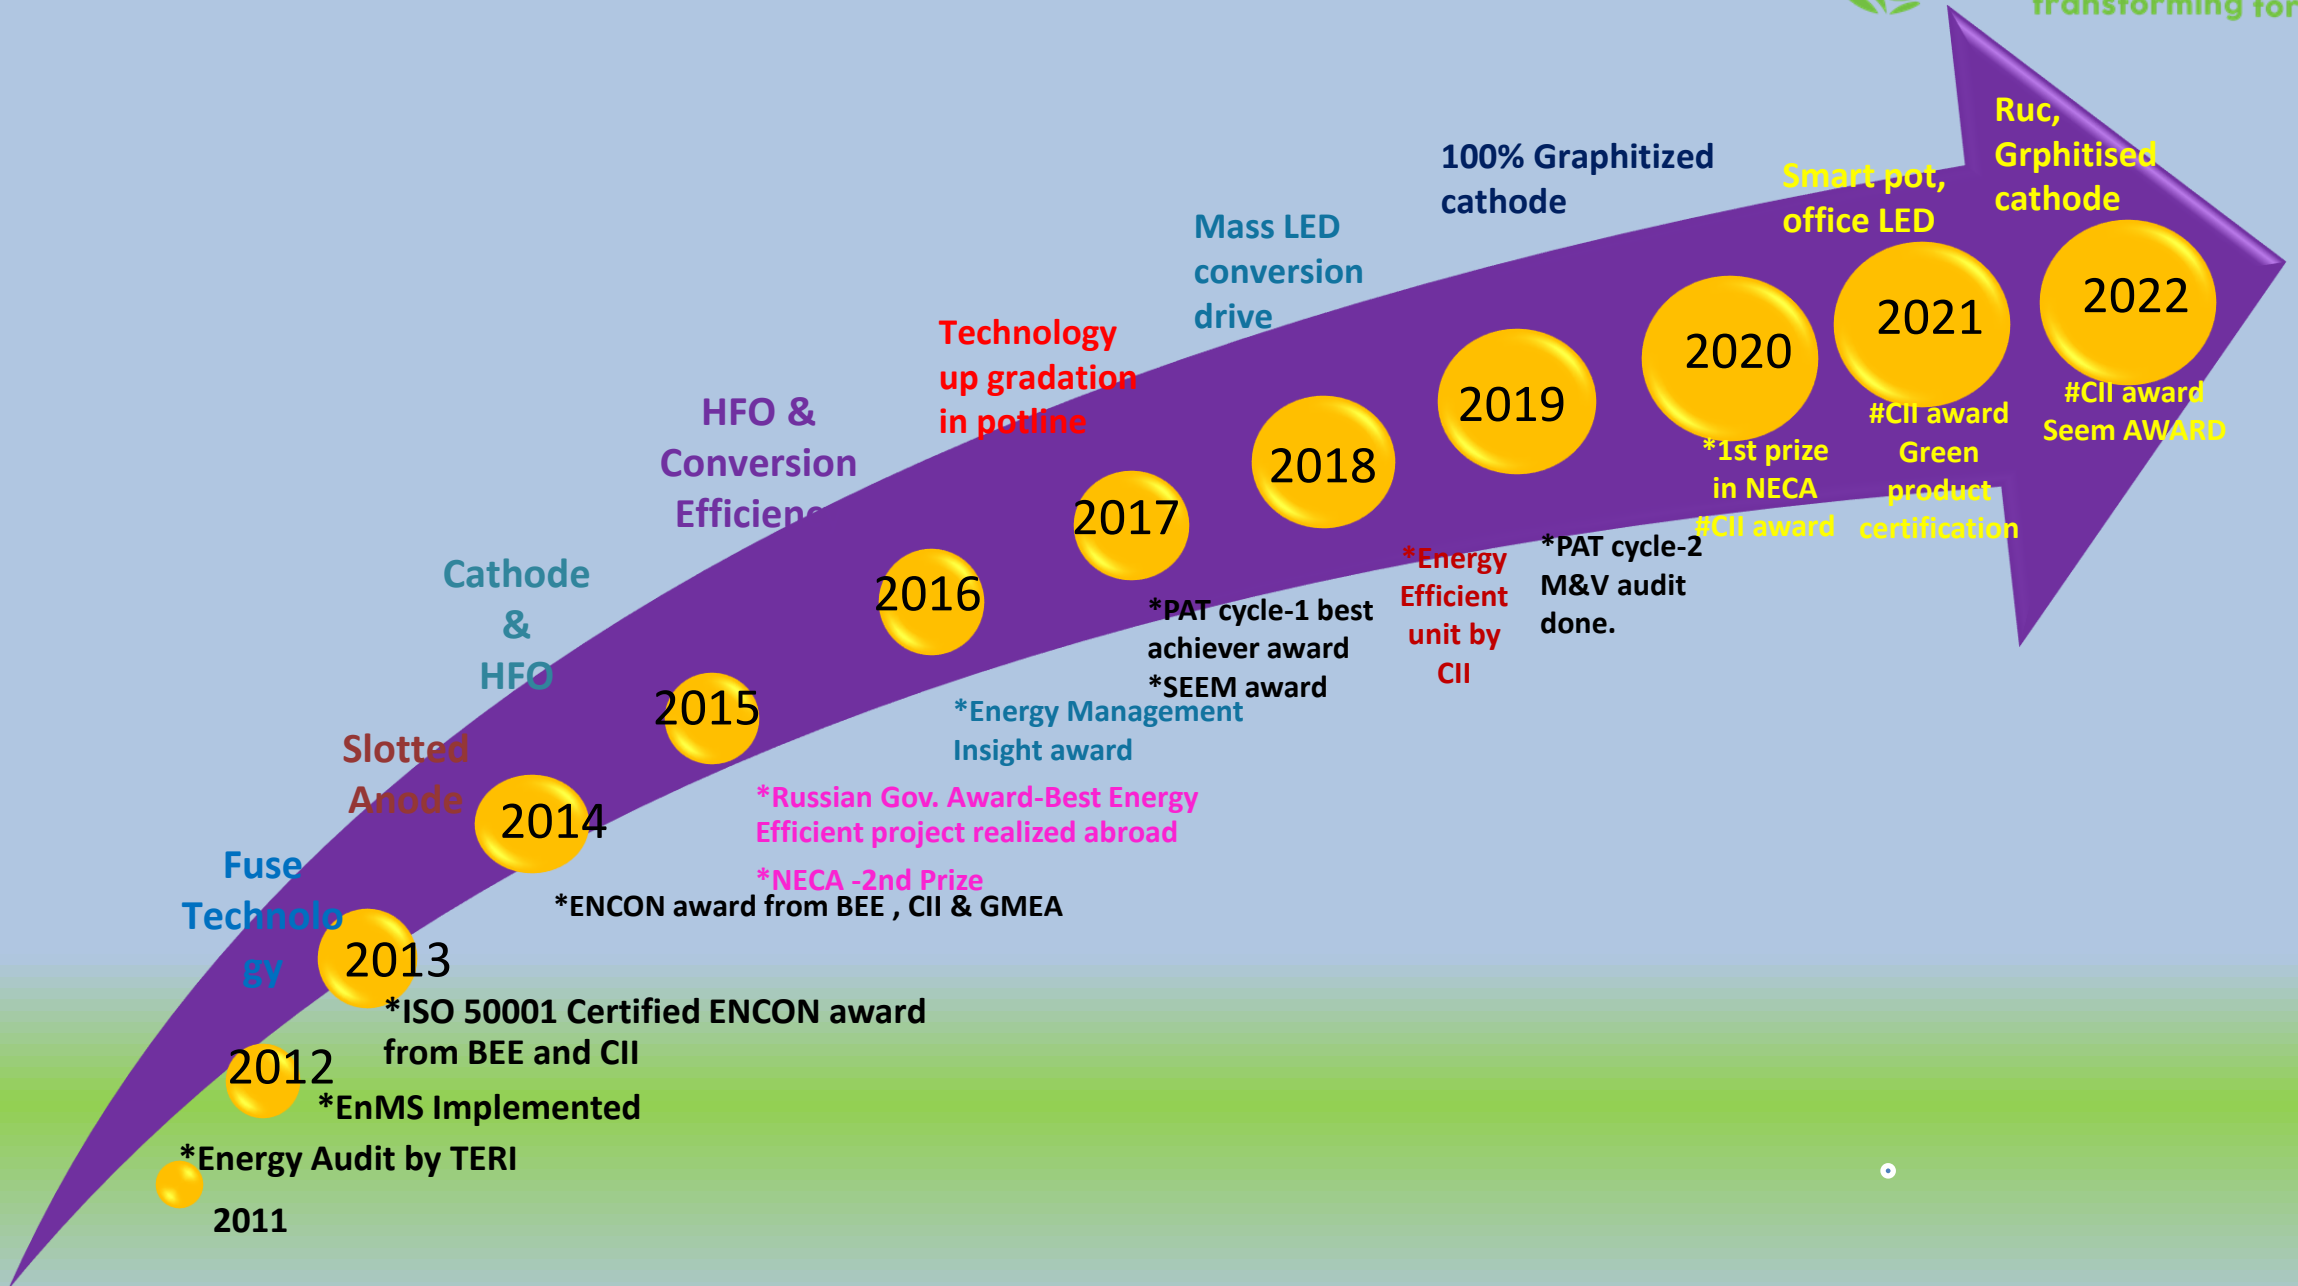 transforming for
Ruc,
Grphitised
cathode
Smart pot,
office LED
100% Graphitized
cathode
Mass LED
conversion
drive
Technology
up gradation
in potline
HFO &
Conversion
Efficienc
Cathode
&
HFO
Slotted
Anode
Fuse
Technolo
gy
2022
2021
2020
2019
2018
2017
2016
2015
2014
2013
2012
#CII award
Seem AWARD
#CII award
Green
product
certification
*1st prize
in NECA
#CII award
*PAT cycle-2
M&V audit
done.
*Energy
Efficient
unit by
CII
*PAT cycle-1 best
achiever award
*SEEM award
*Energy Management
Insight award
*Russian Gov. Award-Best Energy
Efficient project realized abroad
*NECA -2nd Prize
*ENCON award from BEE , CII & GMEA
*ISO 50001 Certified ENCON award
from BEE and CII
*EnMS Implemented
*Energy Audit by TERI
2011